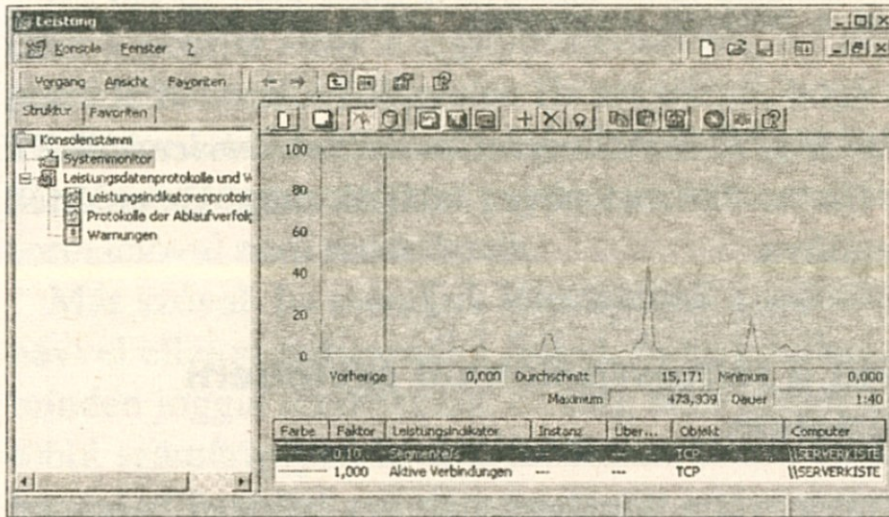 Leistung
Konsole Fenster ?
Vorgang Ansicht Favoriten
Struktur Favoriten
Konsolenstamm
Systemmonitor
Leistungsdatenprotokolle und W
Leistungsindikatorenprotok
Protokolle der Ablaufverfolg
Warnungen
100
80
60
40
20
0
Vorherige 0,000 Durchschnitt 15,171 Minimum 0,000
Maximum 473,939 Dauer 1:40
Farbe Faktor Leistungsindikator Instanz Über... Objekt Computer
0,10... Segmente/s --- --- TCP \\SERVERKISTE
1,000 Aktive Verbindungen --- --- TCP \\SERVERKISTE